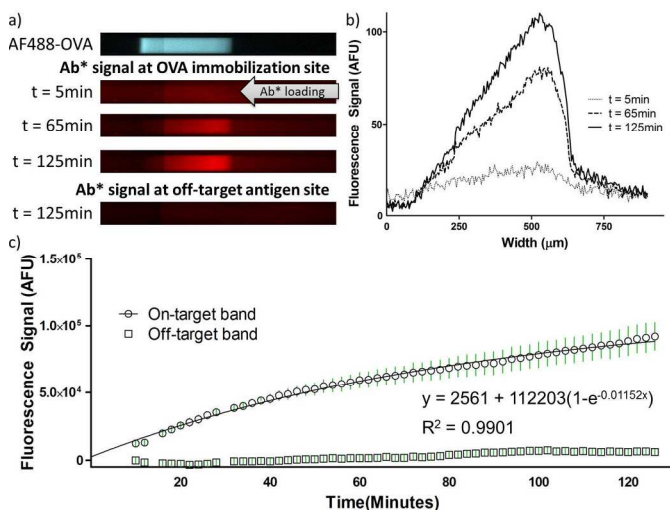 a)
AF488-OVA
Ab* signal at OVA immobilization site
t = 5min
Ab* loading
t = 65min
t = 125min
Ab* signal at off-target antigen site
t = 125min
b)
Fluorescence Signal (AFU)
100
50
0
0
250
500
750
Width (μm)
t = 5min
t = 65min
t = 125min
c)
Fluorescence Signal (AFU)
1.5×10⁶
1.0×10⁵
5.0×10⁴
0
On-target band
Off-target band
y = 2561 + 112203(1-e^-0.01152x)
R² = 0.9901
20
40
60
80
100
120
Time(Minutes)